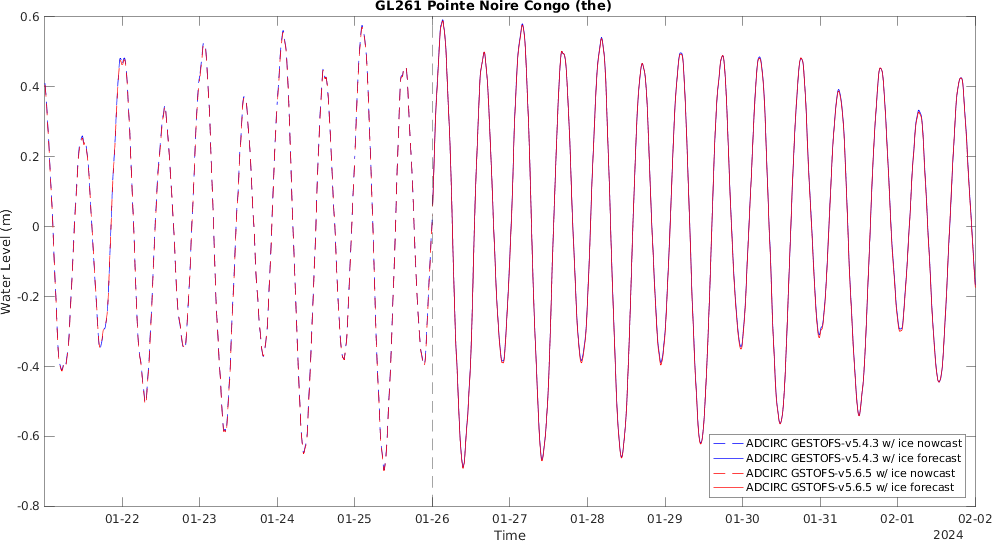 GL261 Pointe Noire Congo (the)
0.6
0.4
0.2
0
-0.2
-0.4
-0.6
-0.8
Water Level (m)
ADCIRC GESTOFS-v5.4.3 w/ ice nowcast
ADCIRC GESTOFS-v5.4.3 w/ ice forecast
ADCIRC GSTOFS-v5.6.5 w/ ice nowcast
ADCIRC GSTOFS-v5.6.5 w/ ice forecast
01-22 01-23 01-24 01-25 01-26 01-27 01-28 01-29 01-30 01-31 02-01 02-02
Time
2024